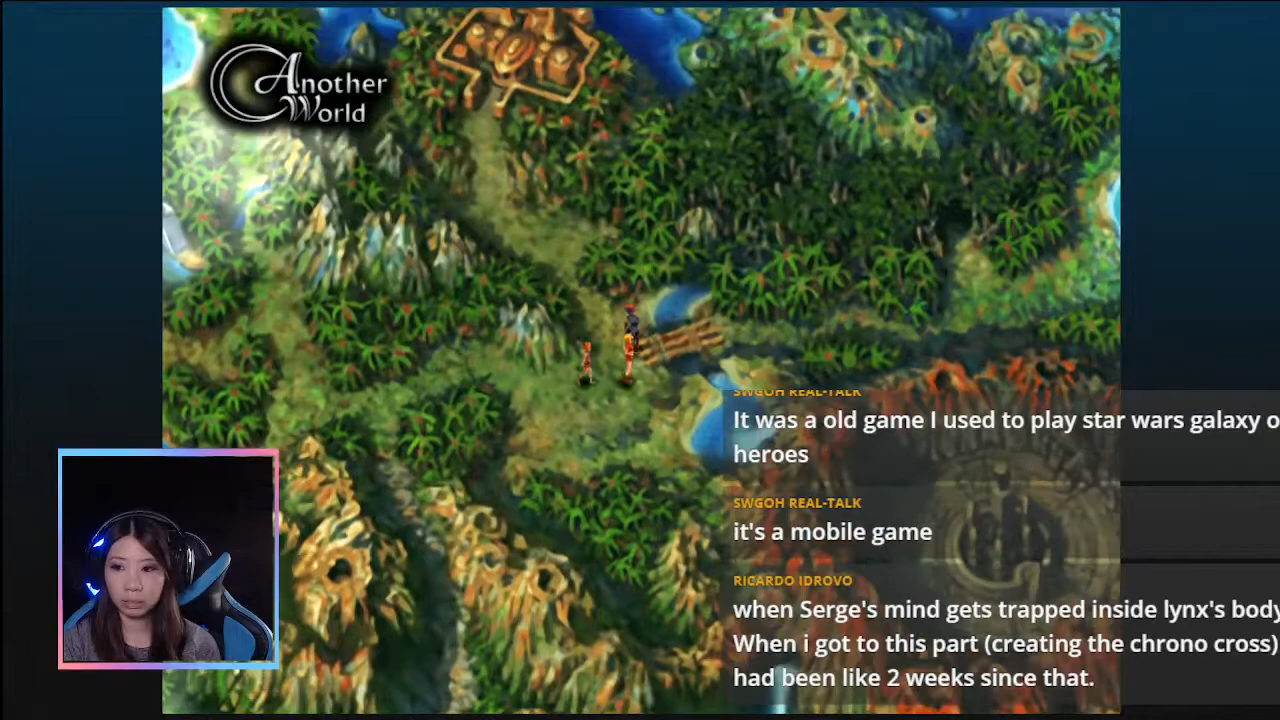 Another
World
SWGOH REAL-TALK
It was a old game I used to play star wars galaxy o
heroes
SWGOH REAL-TALK
it's a mobile game
RICARDO IDROVO
when Serge's mind gets trapped inside lynx's body
When i got to this part (creating the chrono cross)
had been like 2 weeks since that.